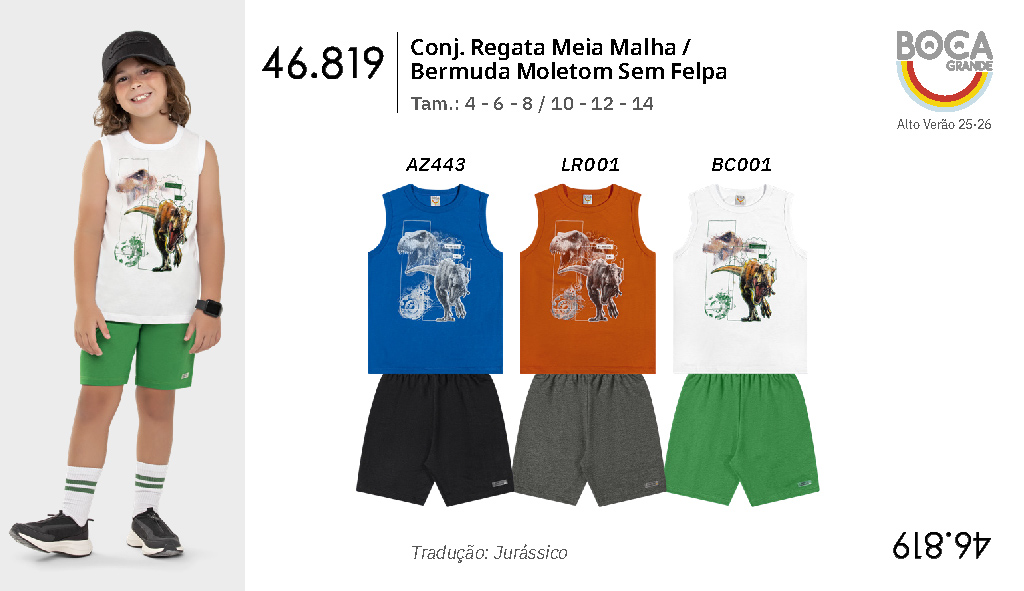 46.819
Conj. Regata Meia Malha /
Bermuda Moletom Sem Felpa
Tam.: 4 - 6 - 8 / 10 - 12 - 14
BOCA
GRANDE
Alto Verão 25-26
AZ443
LR001
BC001
Tradução: Jurássico
46.819